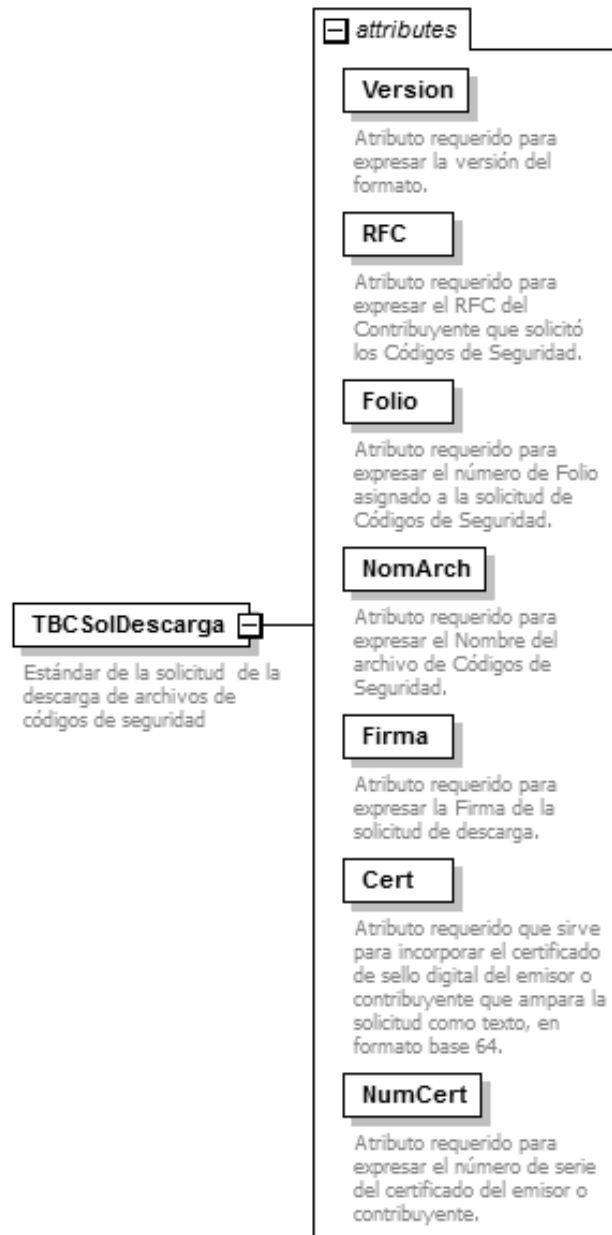 attributes
Version
Atributo requerido para
expresar la versión del
formato.
RFC
Atributo requerido para
expresar el RFC del
Contribuyente que solicitó
los Códigos de Seguridad.
Folio
Atributo requerido para
expresar el número de Folio
asignado a la solicitud de
Códigos de Seguridad.
NomArch
Atributo requerido para
expresar el Nombre del
archivo de Códigos de
Seguridad.
TBCSolDescarga
Estándar de la solicitud de la
descarga de archivos de
códigos de seguridad
Firma
Atributo requerido para
expresar la Firma de la
solicitud de descarga.
Cert
Atributo requerido que sirve
para incorporar el certificado
de sello digital del emisor o
contribuyente que ampara la
solicitud como texto, en
formato base 64.
NumCert
Atributo requerido para
expresar el número de serie
del certificado del emisor o
contribuyente.